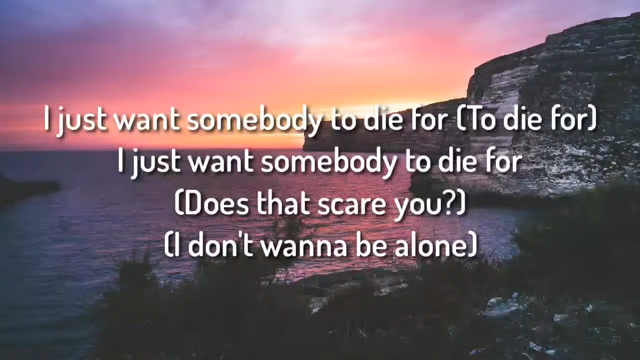 I just want somebody to die for (To die for)
I just want somebody to die for
(Does that scare you?)
(I don't wanna be alone)